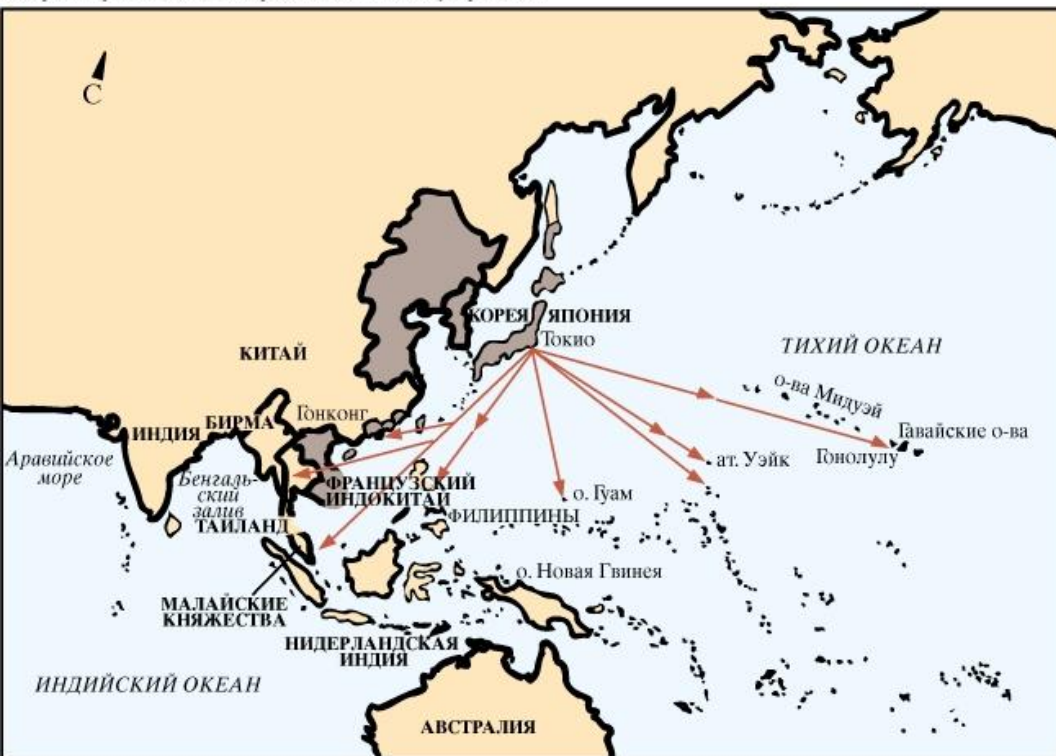 С
КОРЕЯ
ЯПОНИЯ
Токио
КИТАЙ
ТИХИЙ ОКЕАН
о-ва Мидуэй
Гонконг
БИРМА
ИНДИЯ
Гавайские о-ва
Гонолулу
Аравийское
море
Бенгаль-
ский
залив
ат. Уэйк
ФРАНЦУЗСКИЙ
ИНДОКИТАЙ
о. Гуам
ТАИЛАНД
ФИЛИППИНЫ
о. Новая Гвинея
МАЛАЙСКИЕ
КНЯЖЕСТВА
НИДЕРЛАНДСКАЯ
ИНДИЯ
ИНДИЙСКИЙ ОКЕАН
АВСТРАЛИЯ